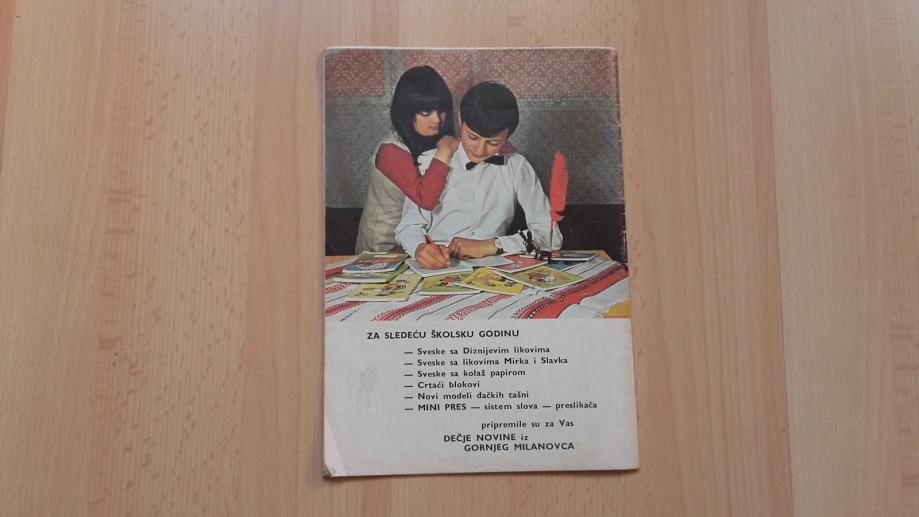 ZA SLEDEĆU ŠKOLSKU GODINU
— Sveske sa Diznijevim likovima
— Sveske sa likovima Mirka i Slavka
— Sveske sa kolaž papirom
— Crtaći blokovi
— Novi modeli đačkih tašni
— MINI PRES — sistem slova — preslikača
pripremile su za Vas
DEČJE NOVINE iz
GORNJEG MILANOVCA